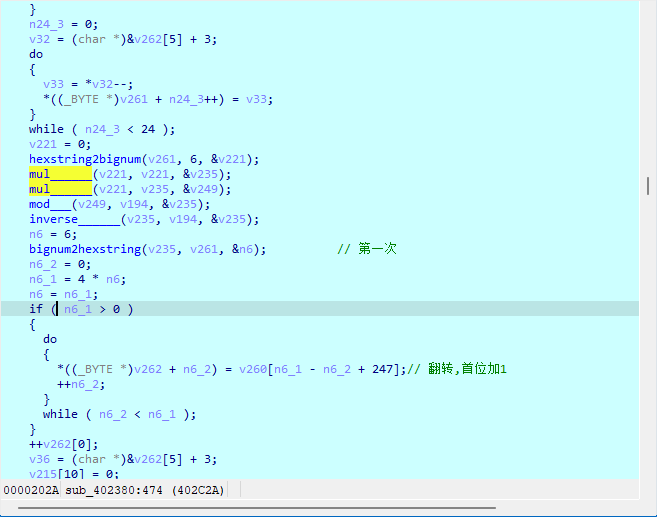 }
n24_3 = 0;
v32 = (char *)&v262[5] + 3;
do
{
v33 = *v32--;
*((_BYTE *)v261 + n24_3++) = v33;
}
while ( n24_3 < 24 );
v221 = 0;
hexstring2bignum(v261, 6, &v221);
mul______(v221, v221, &v235);
mul______(v221, v235, &v249);
mod___(v249, v194, &v235);
inverse______(v235, v194, &v235);
n6 = 6;
bignum2hexstring(v235, v261, &n6); // 第一次
n6_2 = 0;
n6_1 = 4 * n6;
n6 = n6_1;
if ( n6_1 > 0 )
{
do
{
*((_BYTE *)v262 + n6_2) = v260[n6_1 - n6_2 + 247];// 翻转,首位加1
++n6_2;
}
while ( n6_2 < n6_1 );
}
++v262[0];
v36 = (char *)&v262[5] + 3;
v215[10] = 0;
0000202A sub_402380:474 (402C2A)